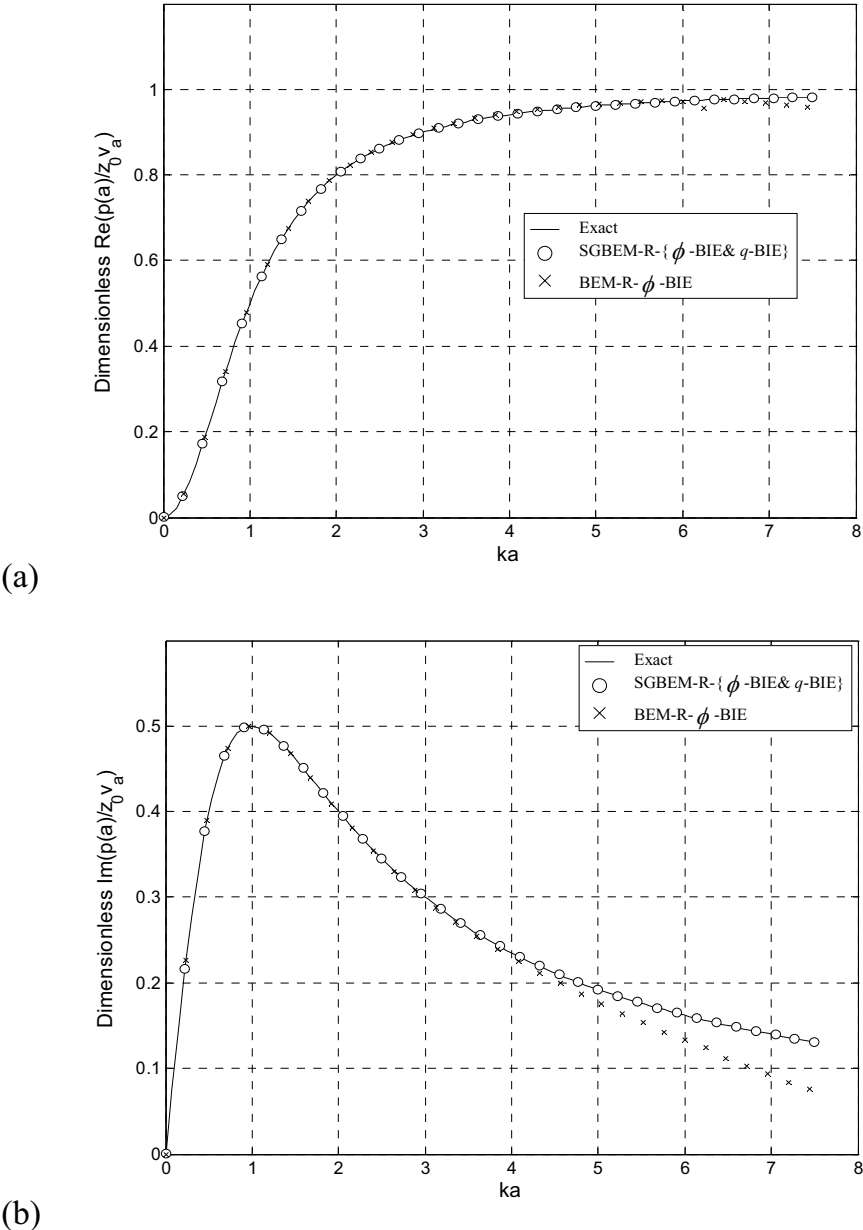 1
0.8
0.6
0.4
0.2
0
Dimensionless Re(p(a)/z0va)
Exact
SGBEM-R-{ϕ-BIE& q-BIE}
BEM-R-ϕ-BIE
0 1 2 3 4 5 6 7 8
ka
(a)
0.5
0.4
0.3
0.2
0.1
0
Dimensionless Im(p(a)/z0va)
Exact
SGBEM-R-{ϕ-BIE& q-BIE}
BEM-R-ϕ-BIE
0 1 2 3 4 5 6 7 8
ka
(b)